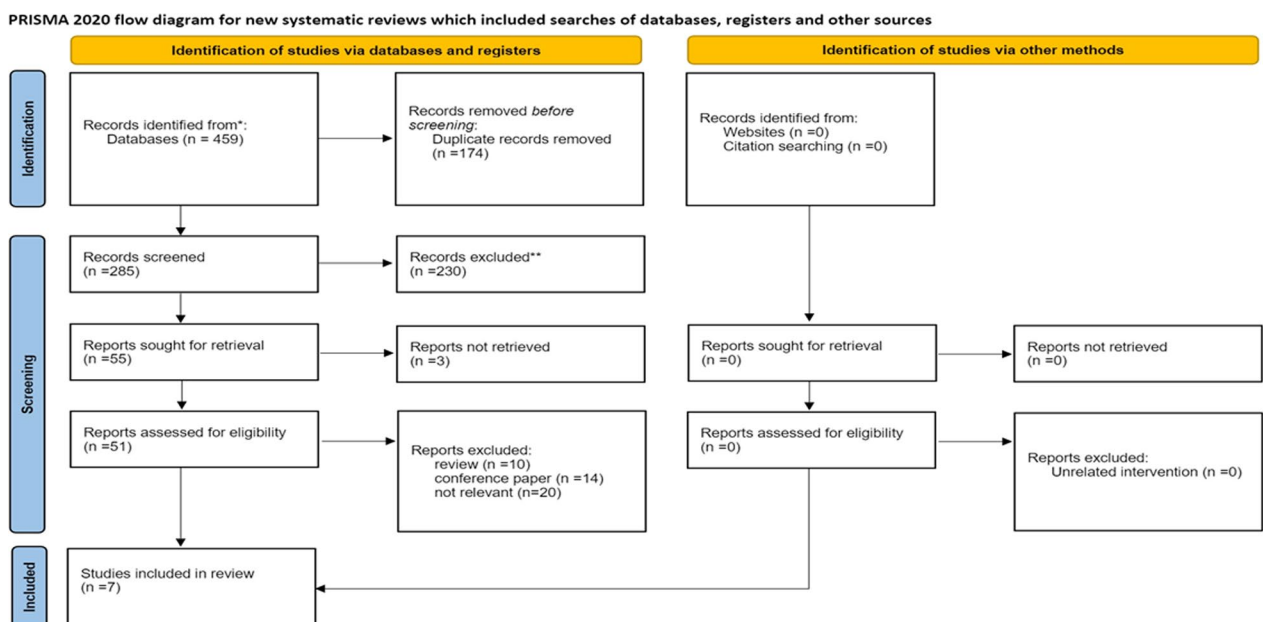 PRISMA 2020 flow diagram for new systematic reviews which included searches of databases, registers and other sources
Identification of studies via databases and registers
Identification of studies via other methods
Identification
Records identified from*:
Databases (n = 459)
Records removed before
screening:
Duplicate records removed
(n =174)
Records identified from:
Websites (n =0)
Citation searching (n =0)
Screening
Records screened
(n =285)
Records excluded**
(n =230)
Reports sought for retrieval
(n =55)
Reports not retrieved
(n =3)
Reports sought for retrieval
(n =0)
Reports not retrieved
(n =0)
Reports assessed for eligibility
(n =51)
Reports excluded:
review (n =10)
conference paper (n =14)
not relevant (n=20)
Reports assessed for eligibility
(n =0)
Reports excluded:
Unrelated intervention (n =0)
Included
Studies included in review
(n =7)